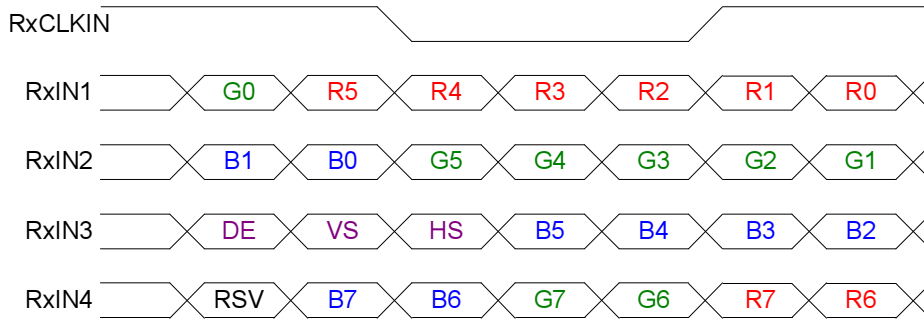 RxCLKIN
RxIN1 G0 R5 R4 R3 R2 R1 R0
RxIN2 B1 B0 G5 G4 G3 G2 G1
RxIN3 DE VS HS B5 B4 B3 B2
RxIN4 RSV B7 B6 G7 G6 R7 R6